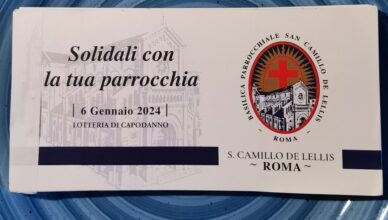 Solidali con
la tua parrocchia
| 6 Gennaio 2024 |
LOTTERIA DI CAPODANNO
BASILICA PARROCCHIALE SAN CAMILLO DE LELLIS
~ ROMA ~
S. CAMILLO DE LELLIS
~ ROMA ~